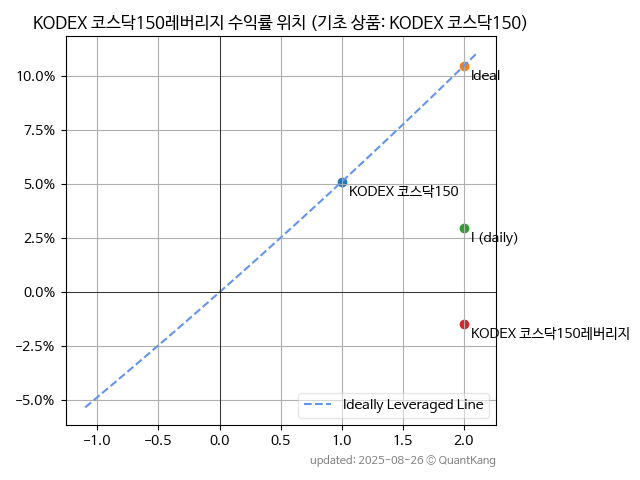 KODEX 코스닥150레버리지 수익률 위치 (기초 상품: KODEX 코스닥150)
10.0%
7.5%
5.0%
2.5%
0.0%
−2.5%
−5.0%
Ideal
KODEX 코스닥150
I (daily)
KODEX 코스닥150레버리지
Ideally Leveraged Line
−1.0 −0.5 0.0 0.5 1.0 1.5 2.0
updated: 2025-08-26 © QuantKang